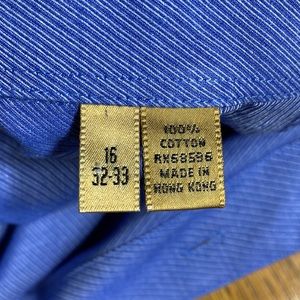 16
32-33
100%
COTTON
RN68596
MADE IN
HONG KONG